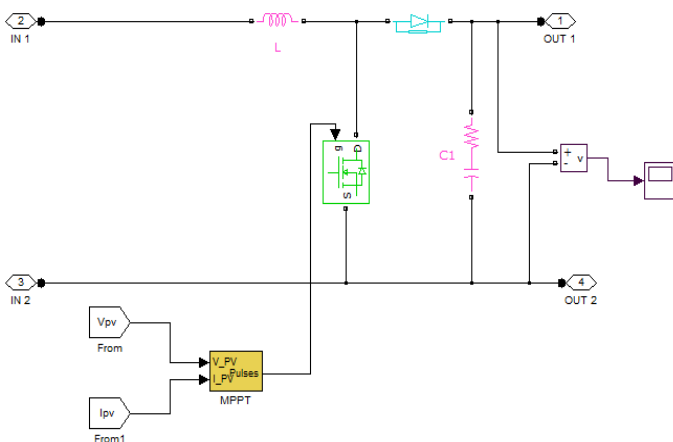 2
IN 1
L
1
OUT 1
g
D
S
C1
+
-
v
3
IN 2
4
OUT 2
Vpv
From
V_PV
Pulses
I_PV
MPPT
Ipv
From1